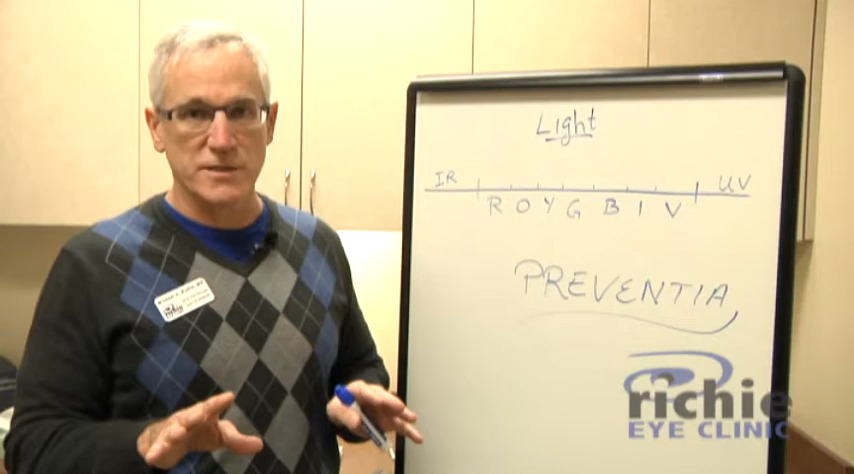 Light
IR UV
R O Y G B I V
PREVENTIA
richie
EYE CLINIC